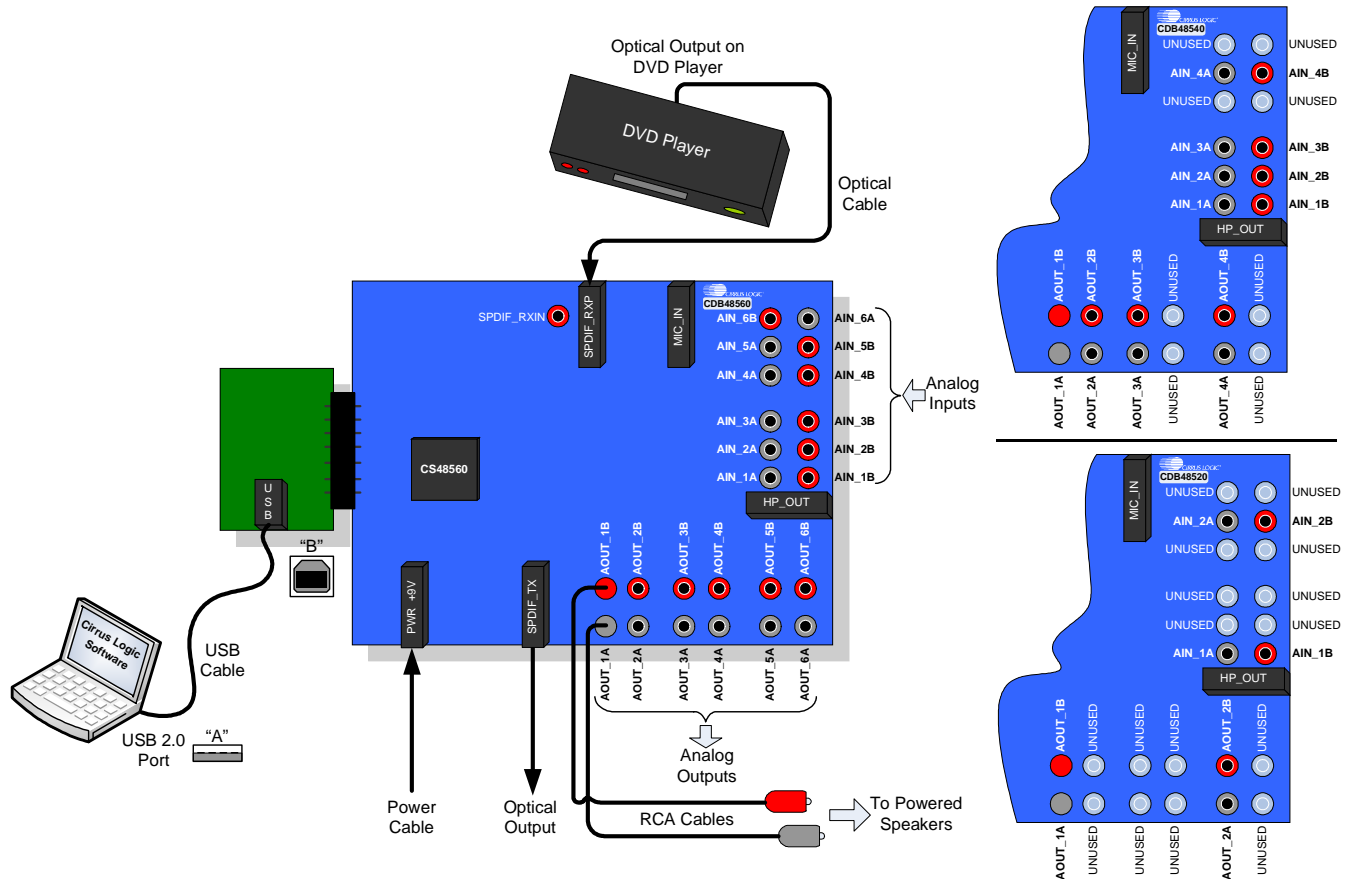 Optical Output on
DVD Player
DVD Player
Optical
Cable
SPDIF_RXIN
SPDIF_RXP
MIC_IN
CIRRUS LOGIC
CDB48560
AIN_6B
AIN_6A
AIN_5A
AIN_5B
AIN_4A
AIN_4B
AIN_3A
AIN_3B
AIN_2A
AIN_2B
AIN_1A
AIN_1B
Analog
Inputs
HP_OUT
CS48560
USB
"B"
PWR +9V
SPDIF_TX
AOUT_1B
AOUT_2B
AOUT_3B
AOUT_4B
AOUT_5B
AOUT_6B
AOUT_1A
AOUT_2A
AOUT_3A
AOUT_4A
AOUT_5A
AOUT_6A
Cirrus Logic
Software
USB
Cable
USB 2.0
Port
"A"
Analog
Outputs
Power
Cable
Optical
Output
RCA Cables
To Powered
Speakers
MIC_IN
CIRRUS LOGIC
CDB48540
UNUSED
UNUSED
AIN_4A
AIN_4B
UNUSED
UNUSED
AIN_3A
AIN_3B
AIN_2A
AIN_2B
AIN_1A
AIN_1B
HP_OUT
AOUT_1B
AOUT_2B
AOUT_3B
UNUSED
AOUT_4B
UNUSED
AOUT_1A
AOUT_2A
AOUT_3A
UNUSED
AOUT_4A
UNUSED
MIC_IN
CIRRUS LOGIC
CDB48520
UNUSED
UNUSED
AIN_2A
AIN_2B
UNUSED
UNUSED
UNUSED
UNUSED
UNUSED
UNUSED
AIN_1A
AIN_1B
HP_OUT
AOUT_1B
UNUSED
UNUSED
UNUSED
AOUT_2B
UNUSED
AOUT_1A
UNUSED
UNUSED
UNUSED
AOUT_2A
UNUSED